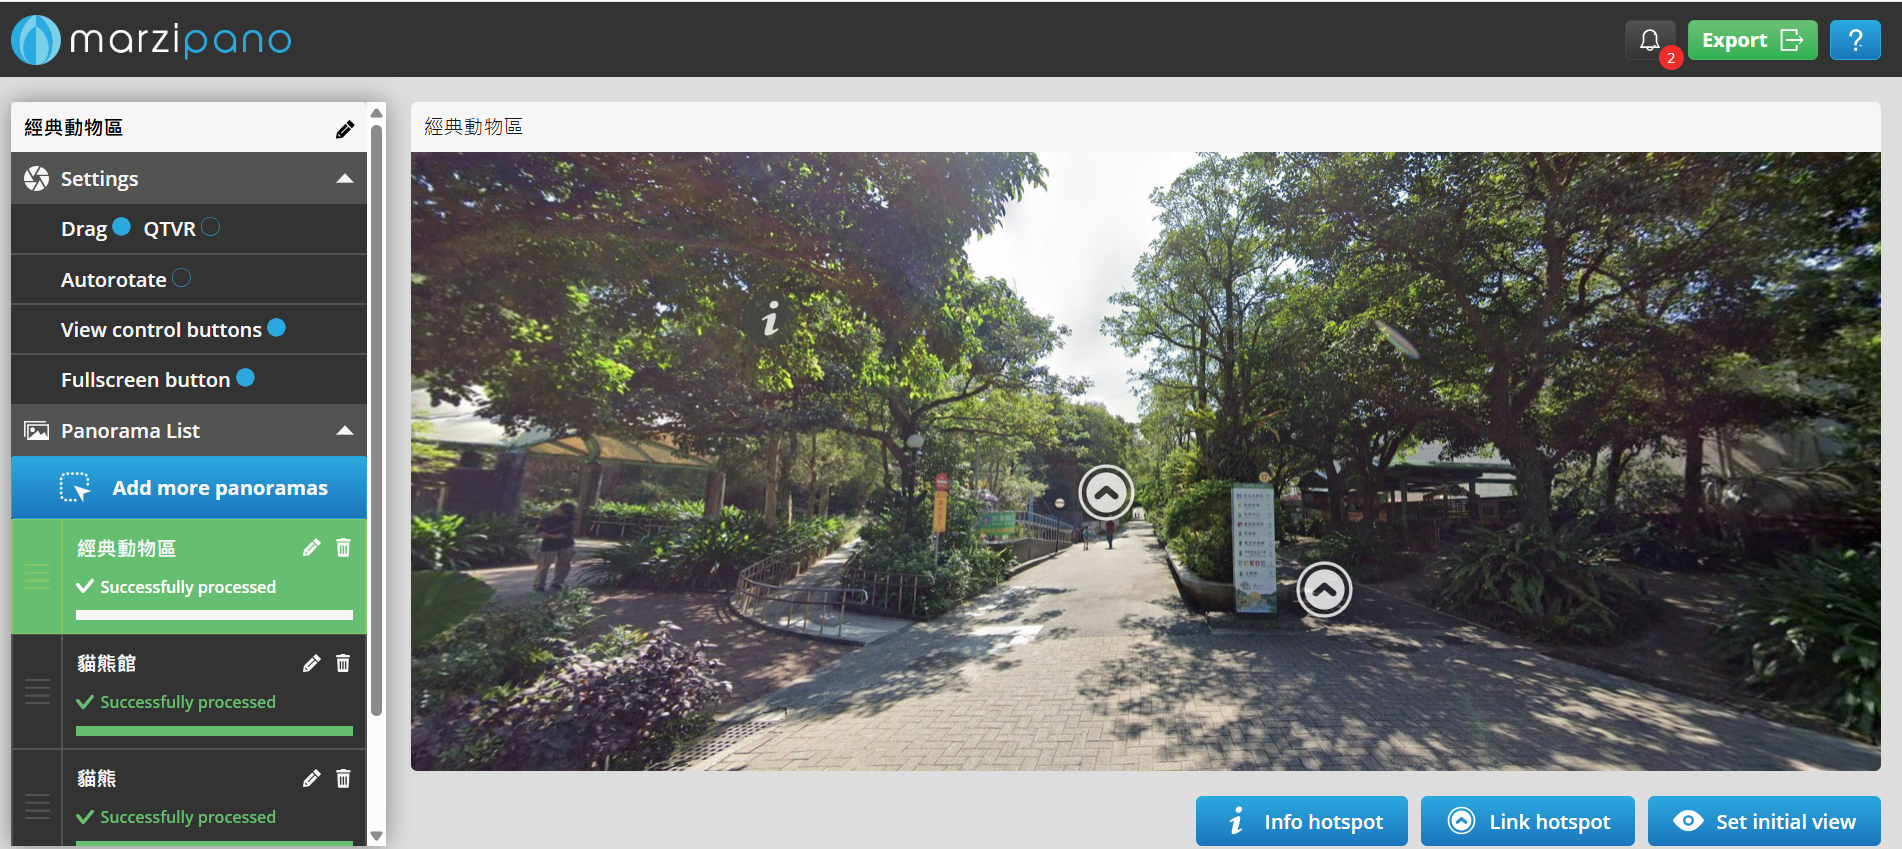 marzipano
2
Export
?
經典動物區
Settings
Drag QTVR
Autorotate
View control buttons
Fullscreen button
Panorama List
Add more panoramas
經典動物區
Successfully processed
貓熊館
Successfully processed
貓熊
Successfully processed
經典動物區
i
i Info hotspot
Link hotspot
Set initial view